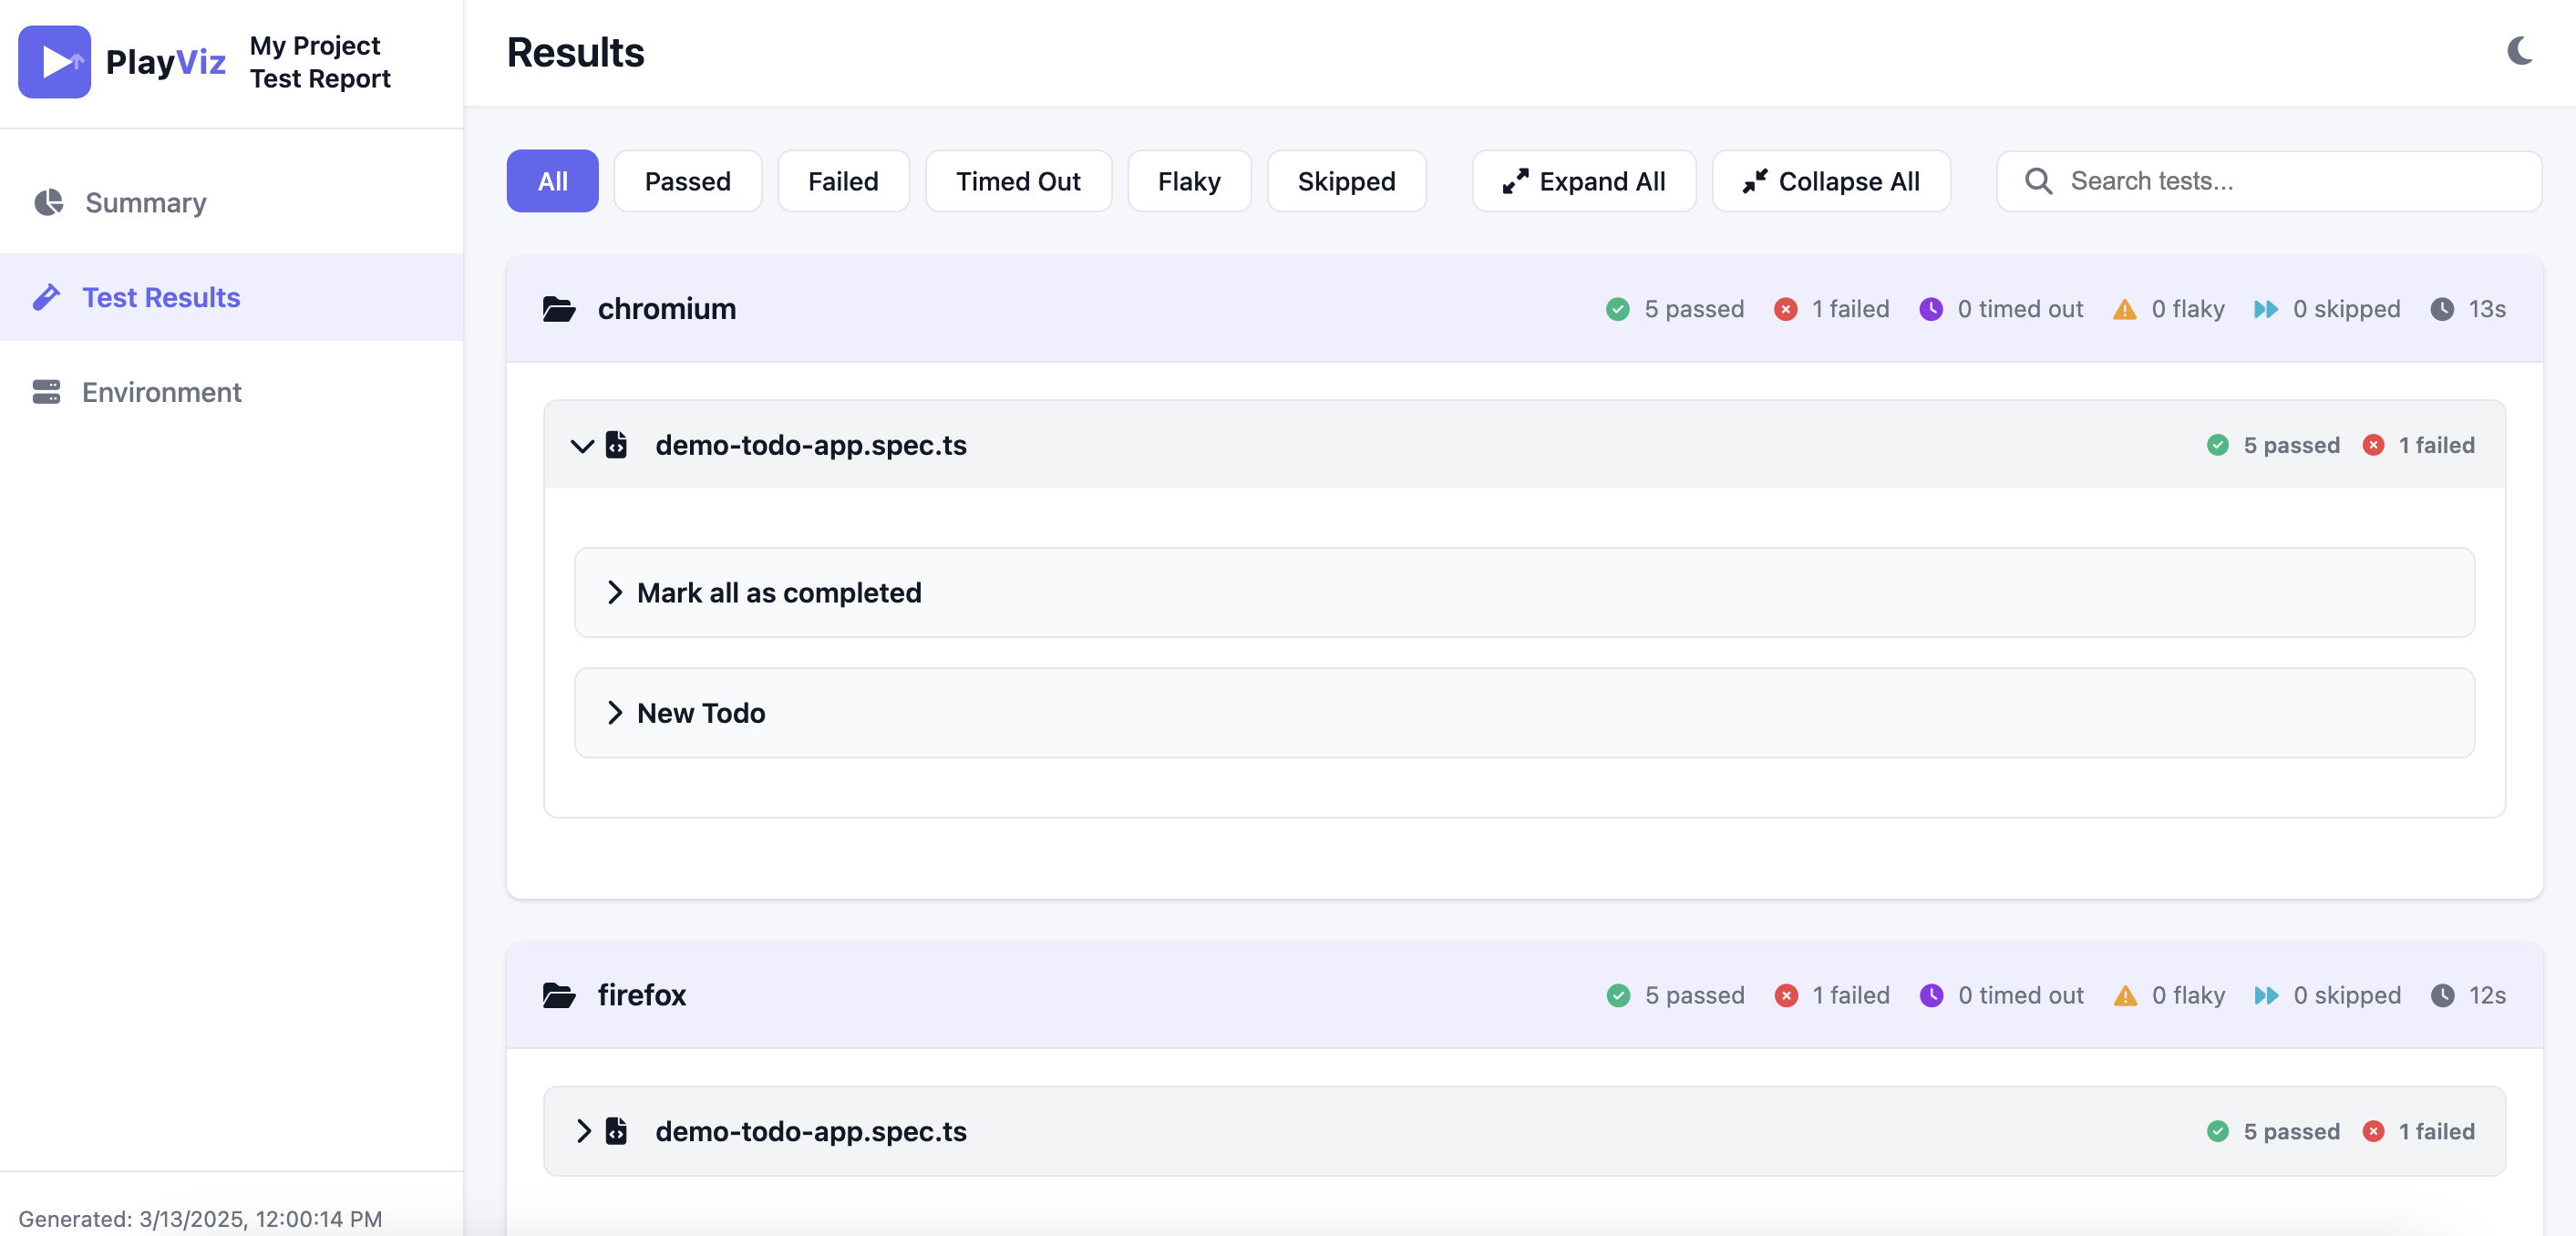 PlayViz
My Project
Test Report
Summary
Test Results
Environment
Generated: 3/13/2025, 12:00:14 PM
Results
All Passed Failed Timed Out Flaky Skipped Expand All Collapse All Search tests...
chromium 5 passed 1 failed 0 timed out 0 flaky 0 skipped 13s
demo-todo-app.spec.ts 5 passed 1 failed
Mark all as completed
New Todo
firefox 5 passed 1 failed 0 timed out 0 flaky 0 skipped 12s
demo-todo-app.spec.ts 5 passed 1 failed